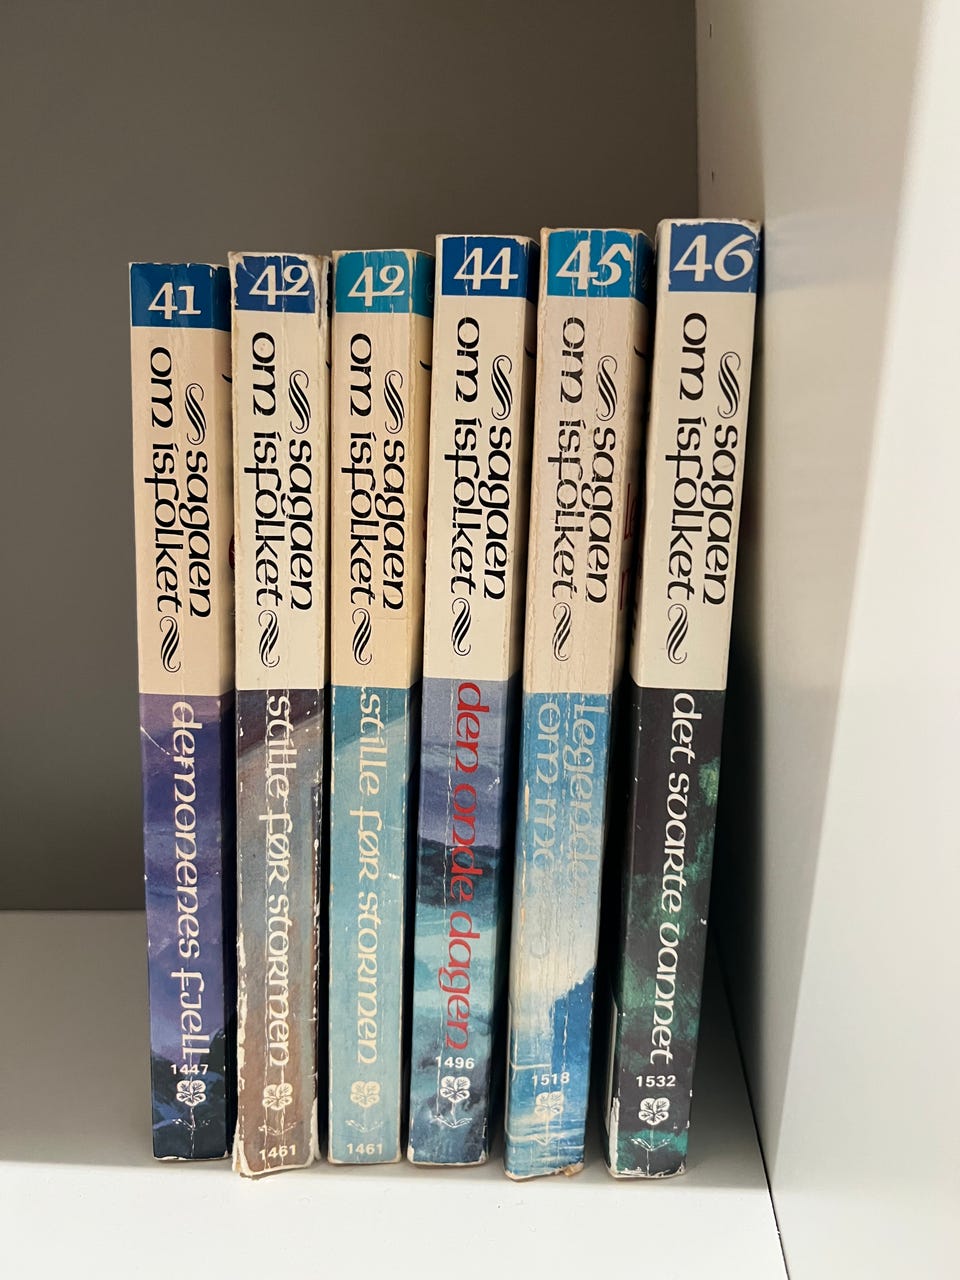 41
sagaen
om isfolket
demonenes fjell
1447
42
sagaen
om isfolket
stille før stormen
1461
42
sagaen
om isfolket
stille før stormen
1461
44
sagaen
om isfolket
den onde dagen
1496
45
sagaen
om isfolket
legenden
om
1518
46
sagaen
om isfolket
det svarte vannet
1532